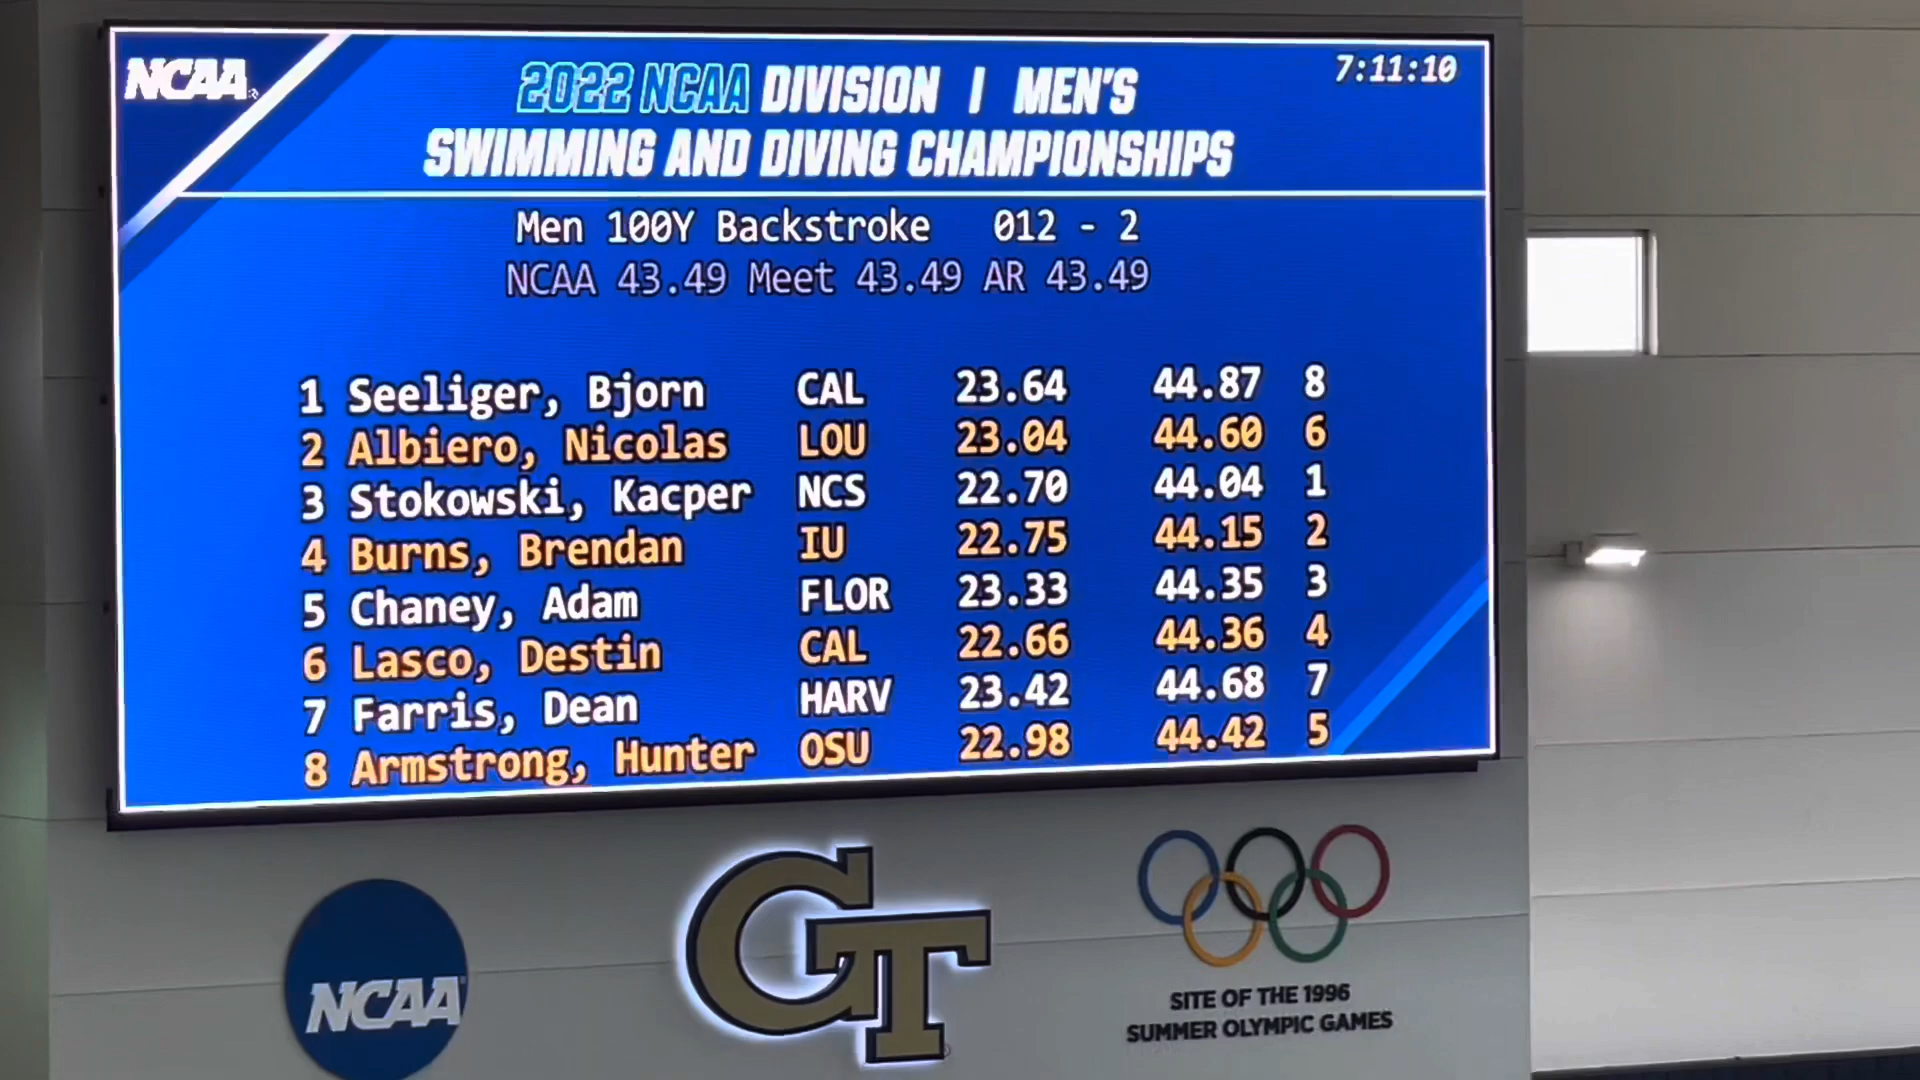 NCAA
7:11:10
2022 NCAA DIVISION I MEN'S
SWIMMING AND DIVING CHAMPIONSHIPS
Men 100Y Backstroke 012 - 2
NCAA 43.49 Meet 43.49 AR 43.49
1 Seeliger, Bjorn CAL 23.64 44.87 8
2 Albiero, Nicolas LOU 23.04 44.60 6
3 Stokowski, Kacper NCS 22.70 44.04 1
4 Burns, Brendan IU 22.75 44.15 2
5 Chaney, Adam FLOR 23.33 44.35 3
6 Lasco, Destin CAL 22.66 44.36 4
7 Farris, Dean HARV 23.42 44.68 7
8 Armstrong, Hunter OSU 22.98 44.42 5
NCAA
GT
SITE OF THE 1996
SUMMER OLYMPIC GAMES